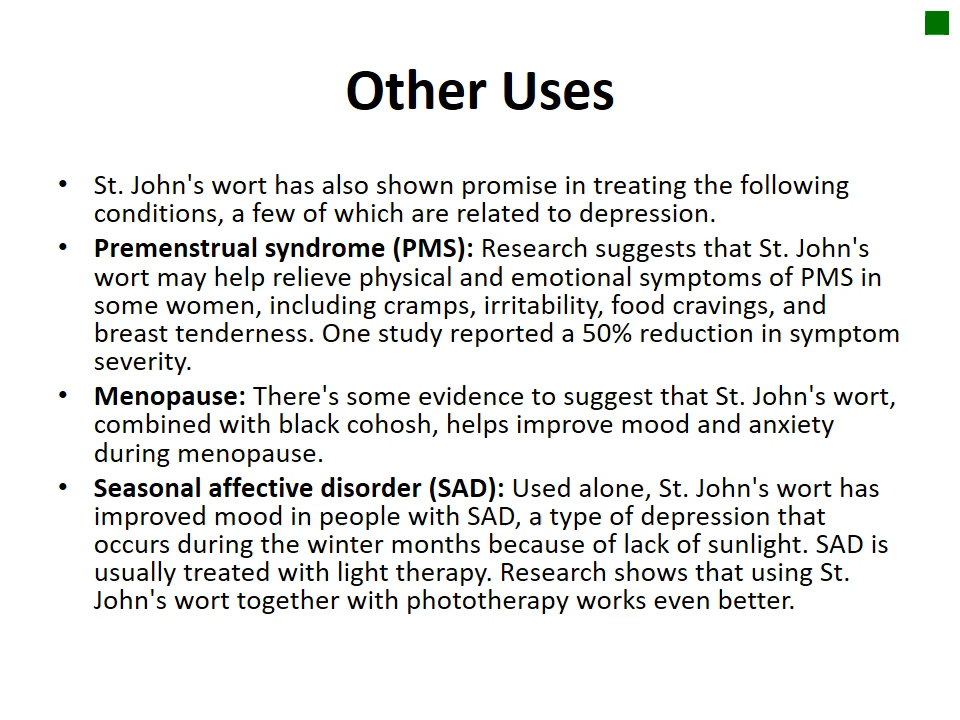 Other Uses
• St. John's wort has also shown promise in treating the following
conditions, a few of which are related to depression.
• Premenstrual syndrome (PMS): Research suggests that St. John's
wort may help relieve physical and emotional symptoms of PMS in
some women, including cramps, irritability, food cravings, and
breast tenderness. One study reported a 50% reduction in symptom
severity.
• Menopause: There's some evidence to suggest that St. John's wort,
combined with black cohosh, helps improve mood and anxiety
during menopause.
• Seasonal affective disorder (SAD): Used alone, St. John's wort has
improved mood in people with SAD, a type of depression that
occurs during the winter months because of lack of sunlight. SAD is
usually treated with light therapy. Research shows that using St.
John's wort together with phototherapy works even better.